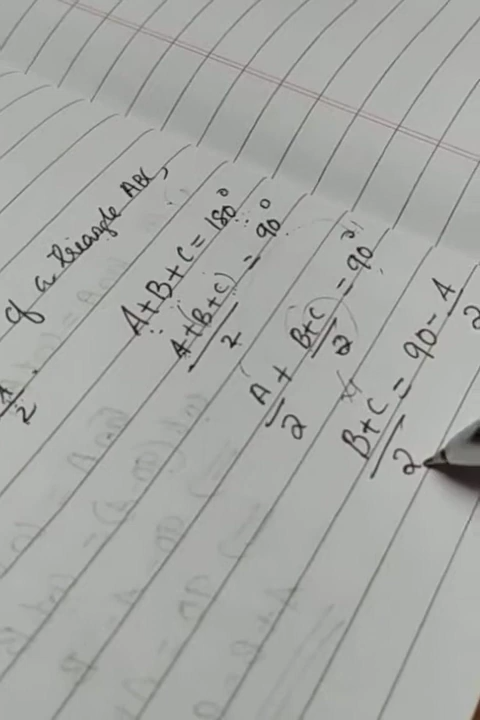 of a triangle ABC,
A/2
A+B+C = 180°
A+(B+C)/2 = 90°
A/2 + B+C/2 = 90°
B+C/2 = 90 - A/2